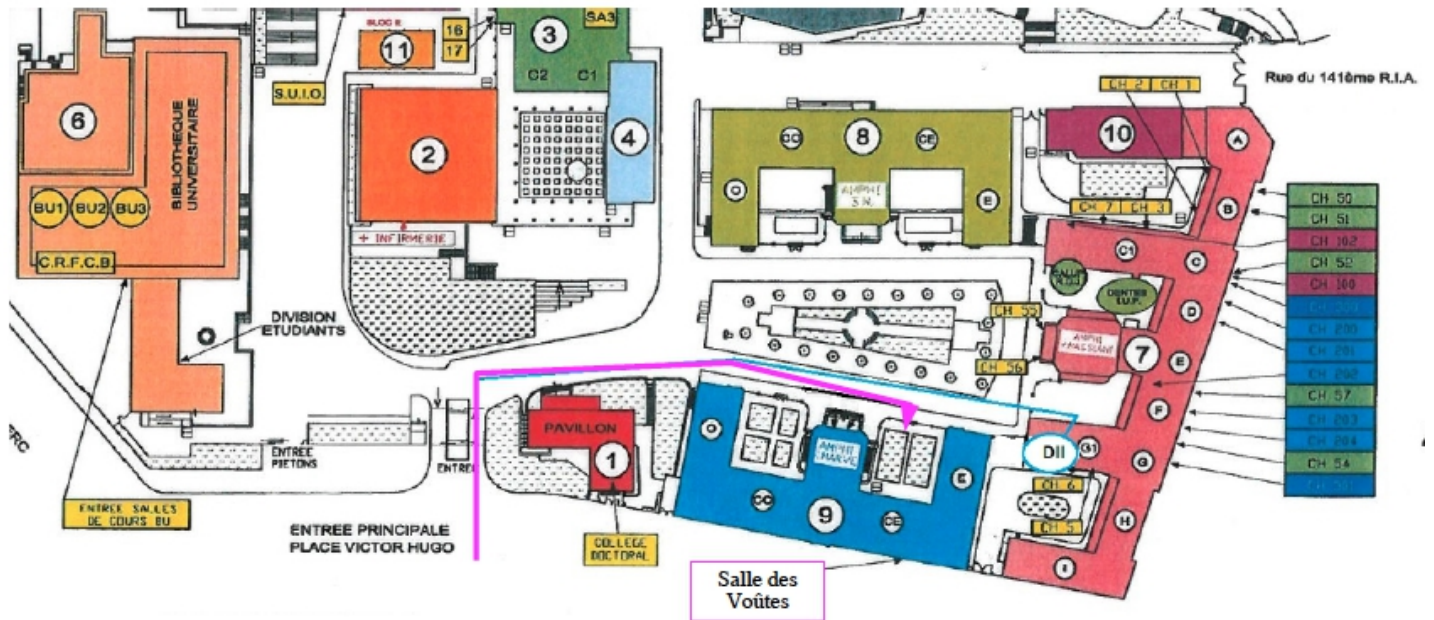 BLOC R
16
17
SA3
11
3
C2
C1
S.U.I.O.
6
BIBLIOTHEQUE
UNIVERSITAIRE
BU1
BU2
BU3
C.R.F.C.B.
2
4
+ INFIRMERIE
DIVISION
ETUDIANTS
ENTREE
PIETONS
ENTREE SALLES
DE COURS BU
ENTREE PRINCIPALE
PLACE VICTOR HUGO
PAVILLON
1
COLLEGE
DOCTORAL
8
OO
CE
O
E
AMPHI
Rue du 141ème R.I.A.
CH 2
CH 1
10
A
B
CH 7
CH 3
C1
C
D
E
F
G
G1
H
I
CH 55
CH 56
AMPHI
7
DII
CH 6
CH 5
O
AMPHI
OO
9
CE
E
Salle des
Voûtes
CH 50
CH 51
CH 102
CH 52
CH 100
CH 200
CH 201
CH 202
CH 57
CH 203
CH 204
CH 54